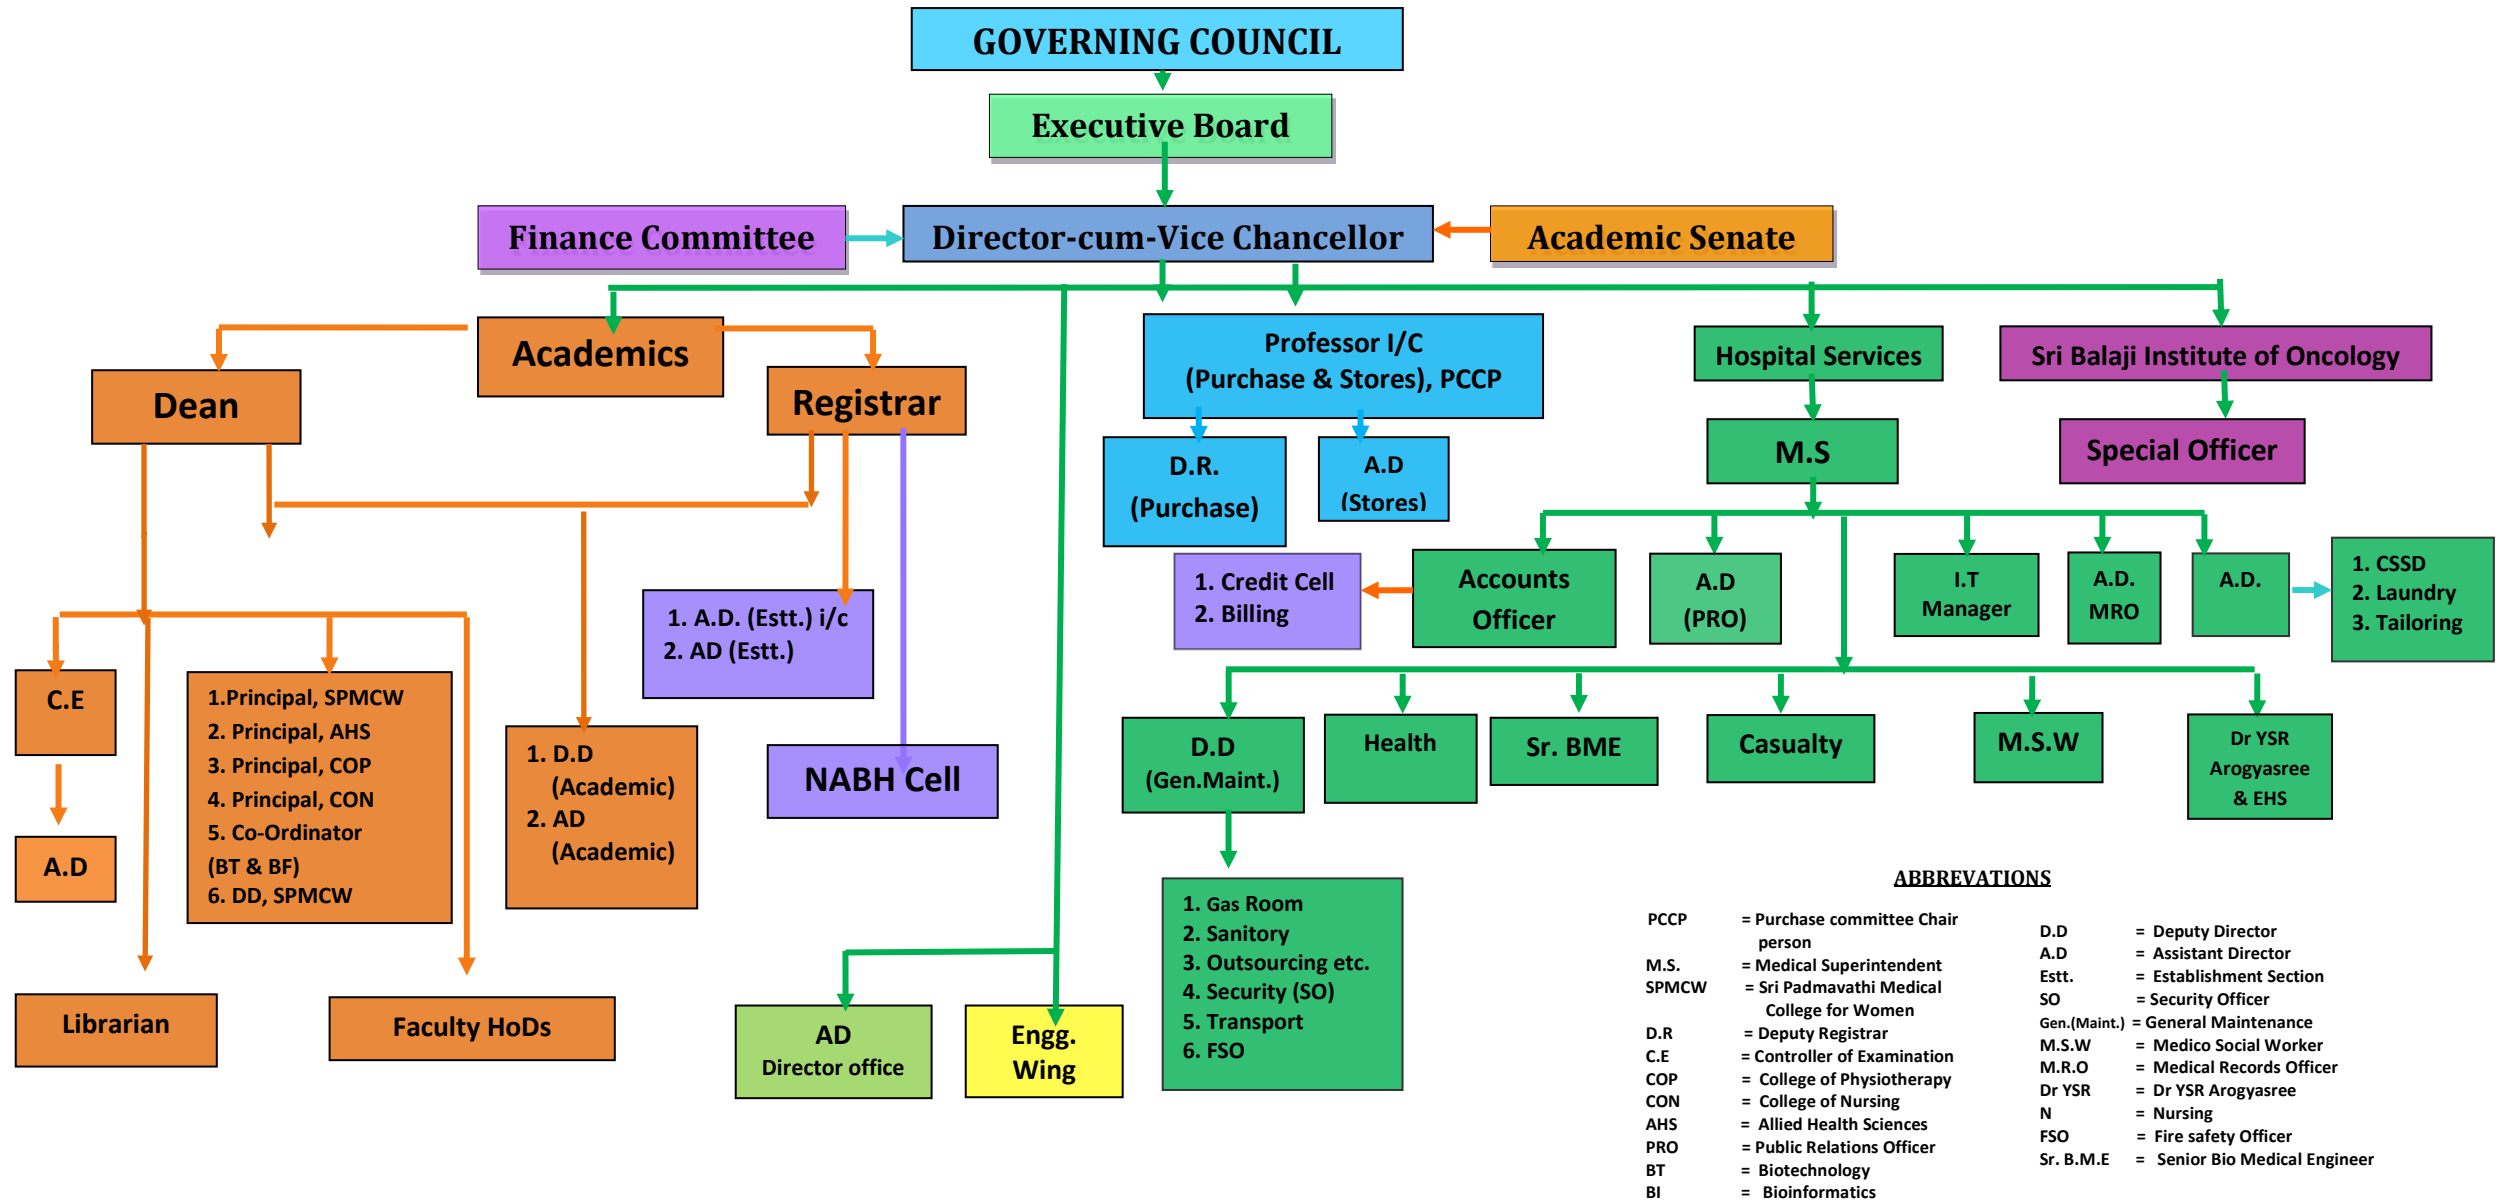 GOVERNING COUNCIL
Executive Board
Finance Committee
Director-cum-Vice Chancellor
Academic Senate
Academics
Dean
Registrar
Professor I/C
(Purchase & Stores), PCCP
Hospital Services
Sri Balaji Institute of Oncology
D.R.
(Purchase)
A.D
(Stores)
M.S
Special Officer
1. Credit Cell
2. Billing
Accounts
Officer
A.D
(PRO)
I.T
Manager
A.D.
MRO
A.D.
1. CSSD
2. Laundry
3. Tailoring
1. A.D. (Estt.) i/c
2. AD (Estt.)
C.E
A.D
1.Principal, SPMCW
2. Principal, AHS
3. Principal, COP
4. Principal, CON
5. Co-Ordinator
(BT & BF)
6. DD, SPMCW
1. D.D
(Academic)
2. AD
(Academic)
NABH Cell
D.D
(Gen.Maint.)
Health
Sr. BME
Casualty
M.S.W
Dr YSR
Arogyasree
& EHS
1. Gas Room
2. Sanitory
3. Outsourcing etc.
4. Security (SO)
5. Transport
6. FSO
Librarian
Faculty HoDs
AD
Director office
Engg.
Wing
ABBREVATIONS
PCCP = Purchase committee Chair
person
M.S. = Medical Superintendent
SPMCW = Sri Padmavathi Medical
College for Women
D.R = Deputy Registrar
C.E = Controller of Examination
COP = College of Physiotherapy
CON = College of Nursing
AHS = Allied Health Sciences
PRO = Public Relations Officer
BT = Biotechnology
BI = Bioinformatics
D.D = Deputy Director
A.D = Assistant Director
Estt. = Establishment Section
SO = Security Officer
Gen.(Maint.) = General Maintenance
M.S.W = Medico Social Worker
M.R.O = Medical Records Officer
Dr YSR = Dr YSR Arogyasree
N = Nursing
FSO = Fire safety Officer
Sr. B.M.E = Senior Bio Medical Engineer